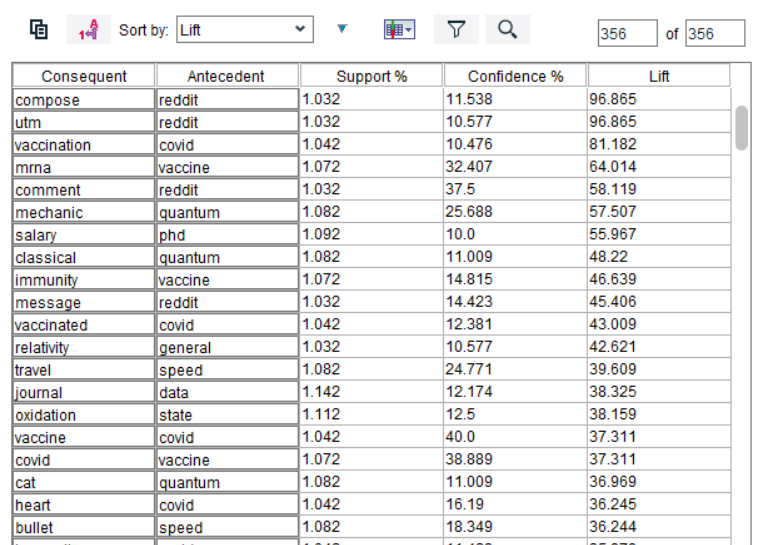 Sort by: Lift 356 of 356
Consequent Antecedent Support % Confidence % Lift
compose reddit 1.032 11.538 96.865
utm reddit 1.032 10.577 96.865
vaccination covid 1.042 10.476 81.182
mrna vaccine 1.072 32.407 64.014
comment reddit 1.032 37.5 58.119
mechanic quantum 1.082 25.688 57.507
salary phd 1.092 10.0 55.967
classical quantum 1.082 11.009 48.22
immunity vaccine 1.072 14.815 46.639
message reddit 1.032 14.423 45.406
vaccinated covid 1.042 12.381 43.009
relativity general 1.032 10.577 42.621
travel speed 1.082 24.771 39.609
journal data 1.142 12.174 38.325
oxidation state 1.112 12.5 38.159
vaccine covid 1.042 40.0 37.311
covid vaccine 1.072 38.889 37.311
cat quantum 1.082 11.009 36.969
heart covid 1.042 16.19 36.245
bullet speed 1.082 18.349 36.244